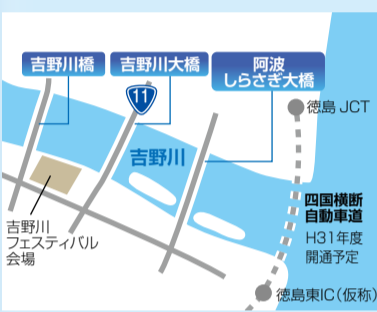 吉野川橋
吉野川大橋
阿波
しらさぎ大橋
11
徳島 JCT
吉野川
四国横断
自動車道
H31年度
開通予定
吉野川
フェスティバル
会場
徳島東IC(仮称)